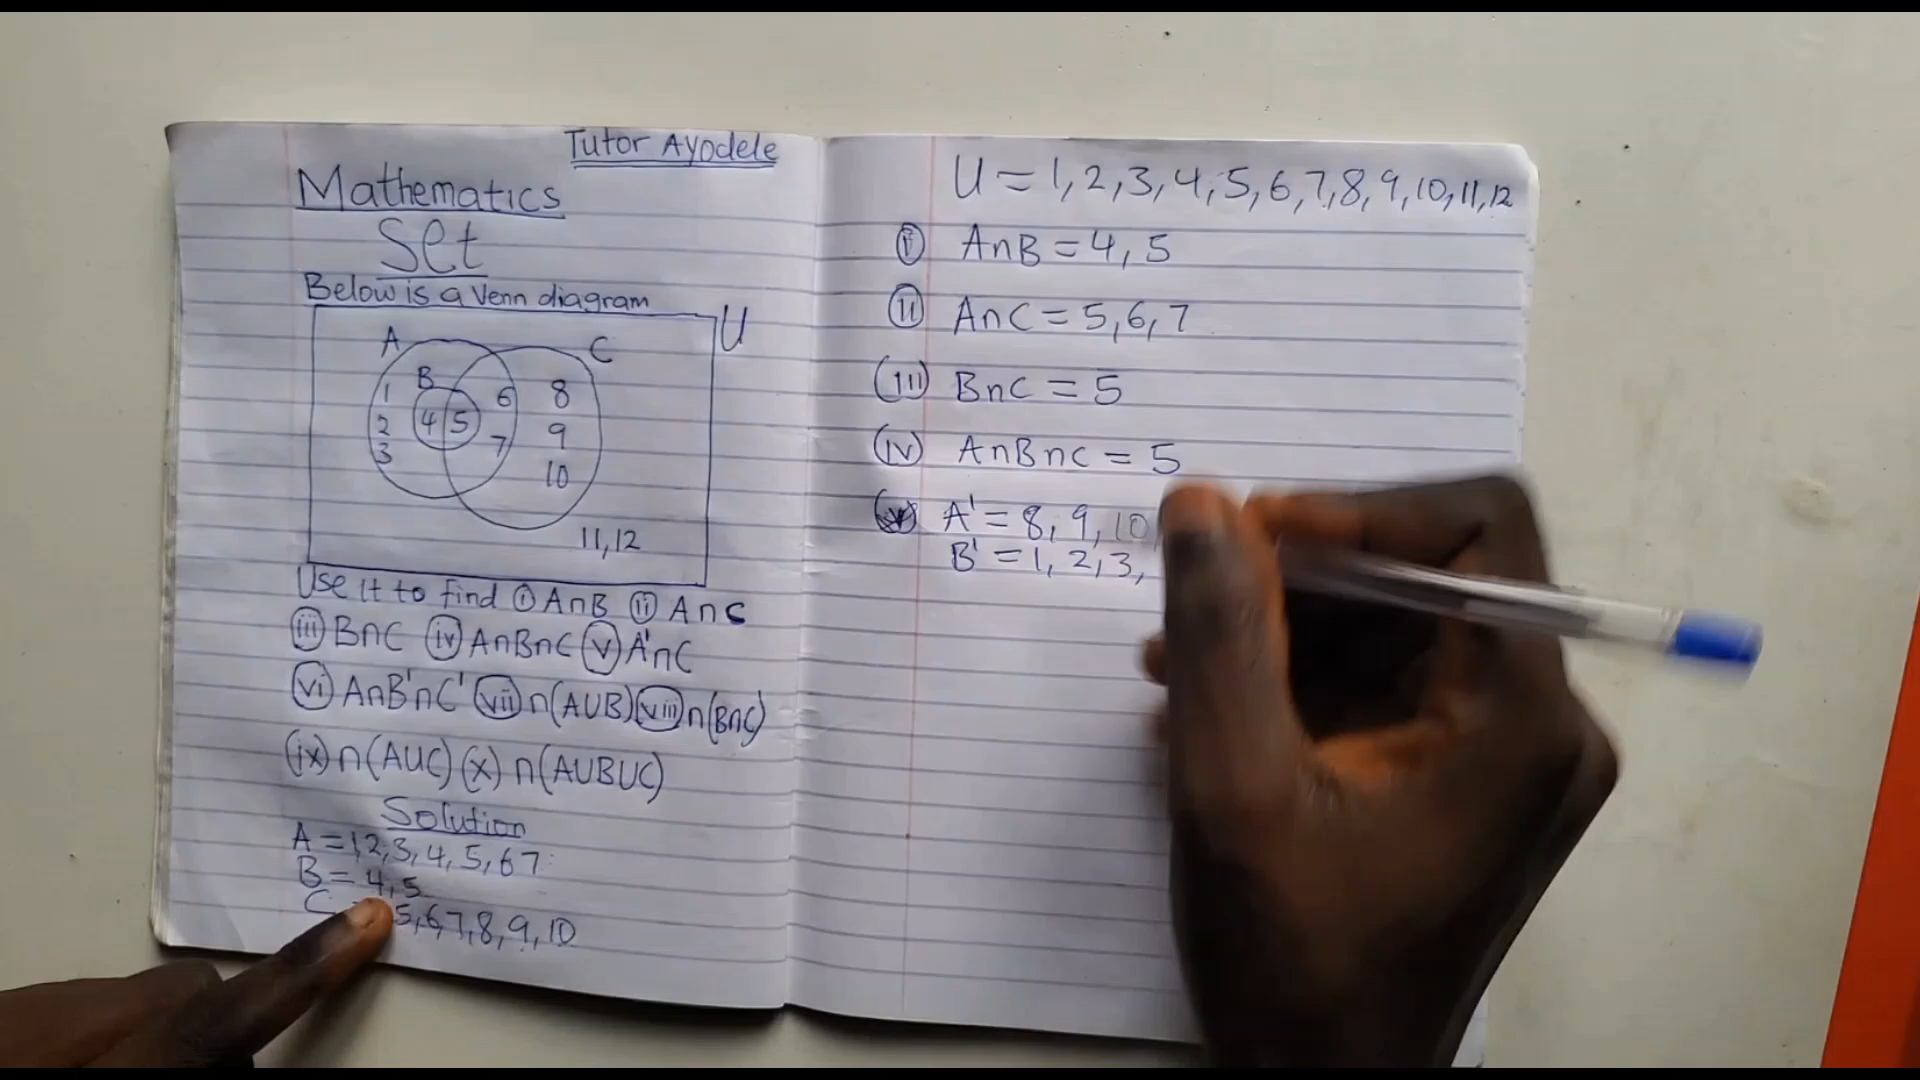 Tutor Ayodele
Mathematics
Set
Below is a Venn diagram
U
A
C
B
1
6
8
2
4
5
9
3
7
10
11,12
Use it to find (i) A∩B (ii) A∩C
(iii) B∩C (iv) A∩B∩C (v) A'∩C
(vi) A∩B'∩C' (vii) n(AUB) (viii) n(B∩C)
(ix) n(AUC) (x) n(AUBUC)
Solution
A = 1,2,3,4,5,6 7
B = 4,5
5,6,7,8,9,10
U = 1,2,3,4,5,6,7,8,9,10,11,12
(i) A∩B = 4,5
(ii) A∩C = 5,6,7
(iii) B∩C = 5
(iv) A∩B∩C = 5
(v) A' = 8,9,10
B' = 1,2,3,